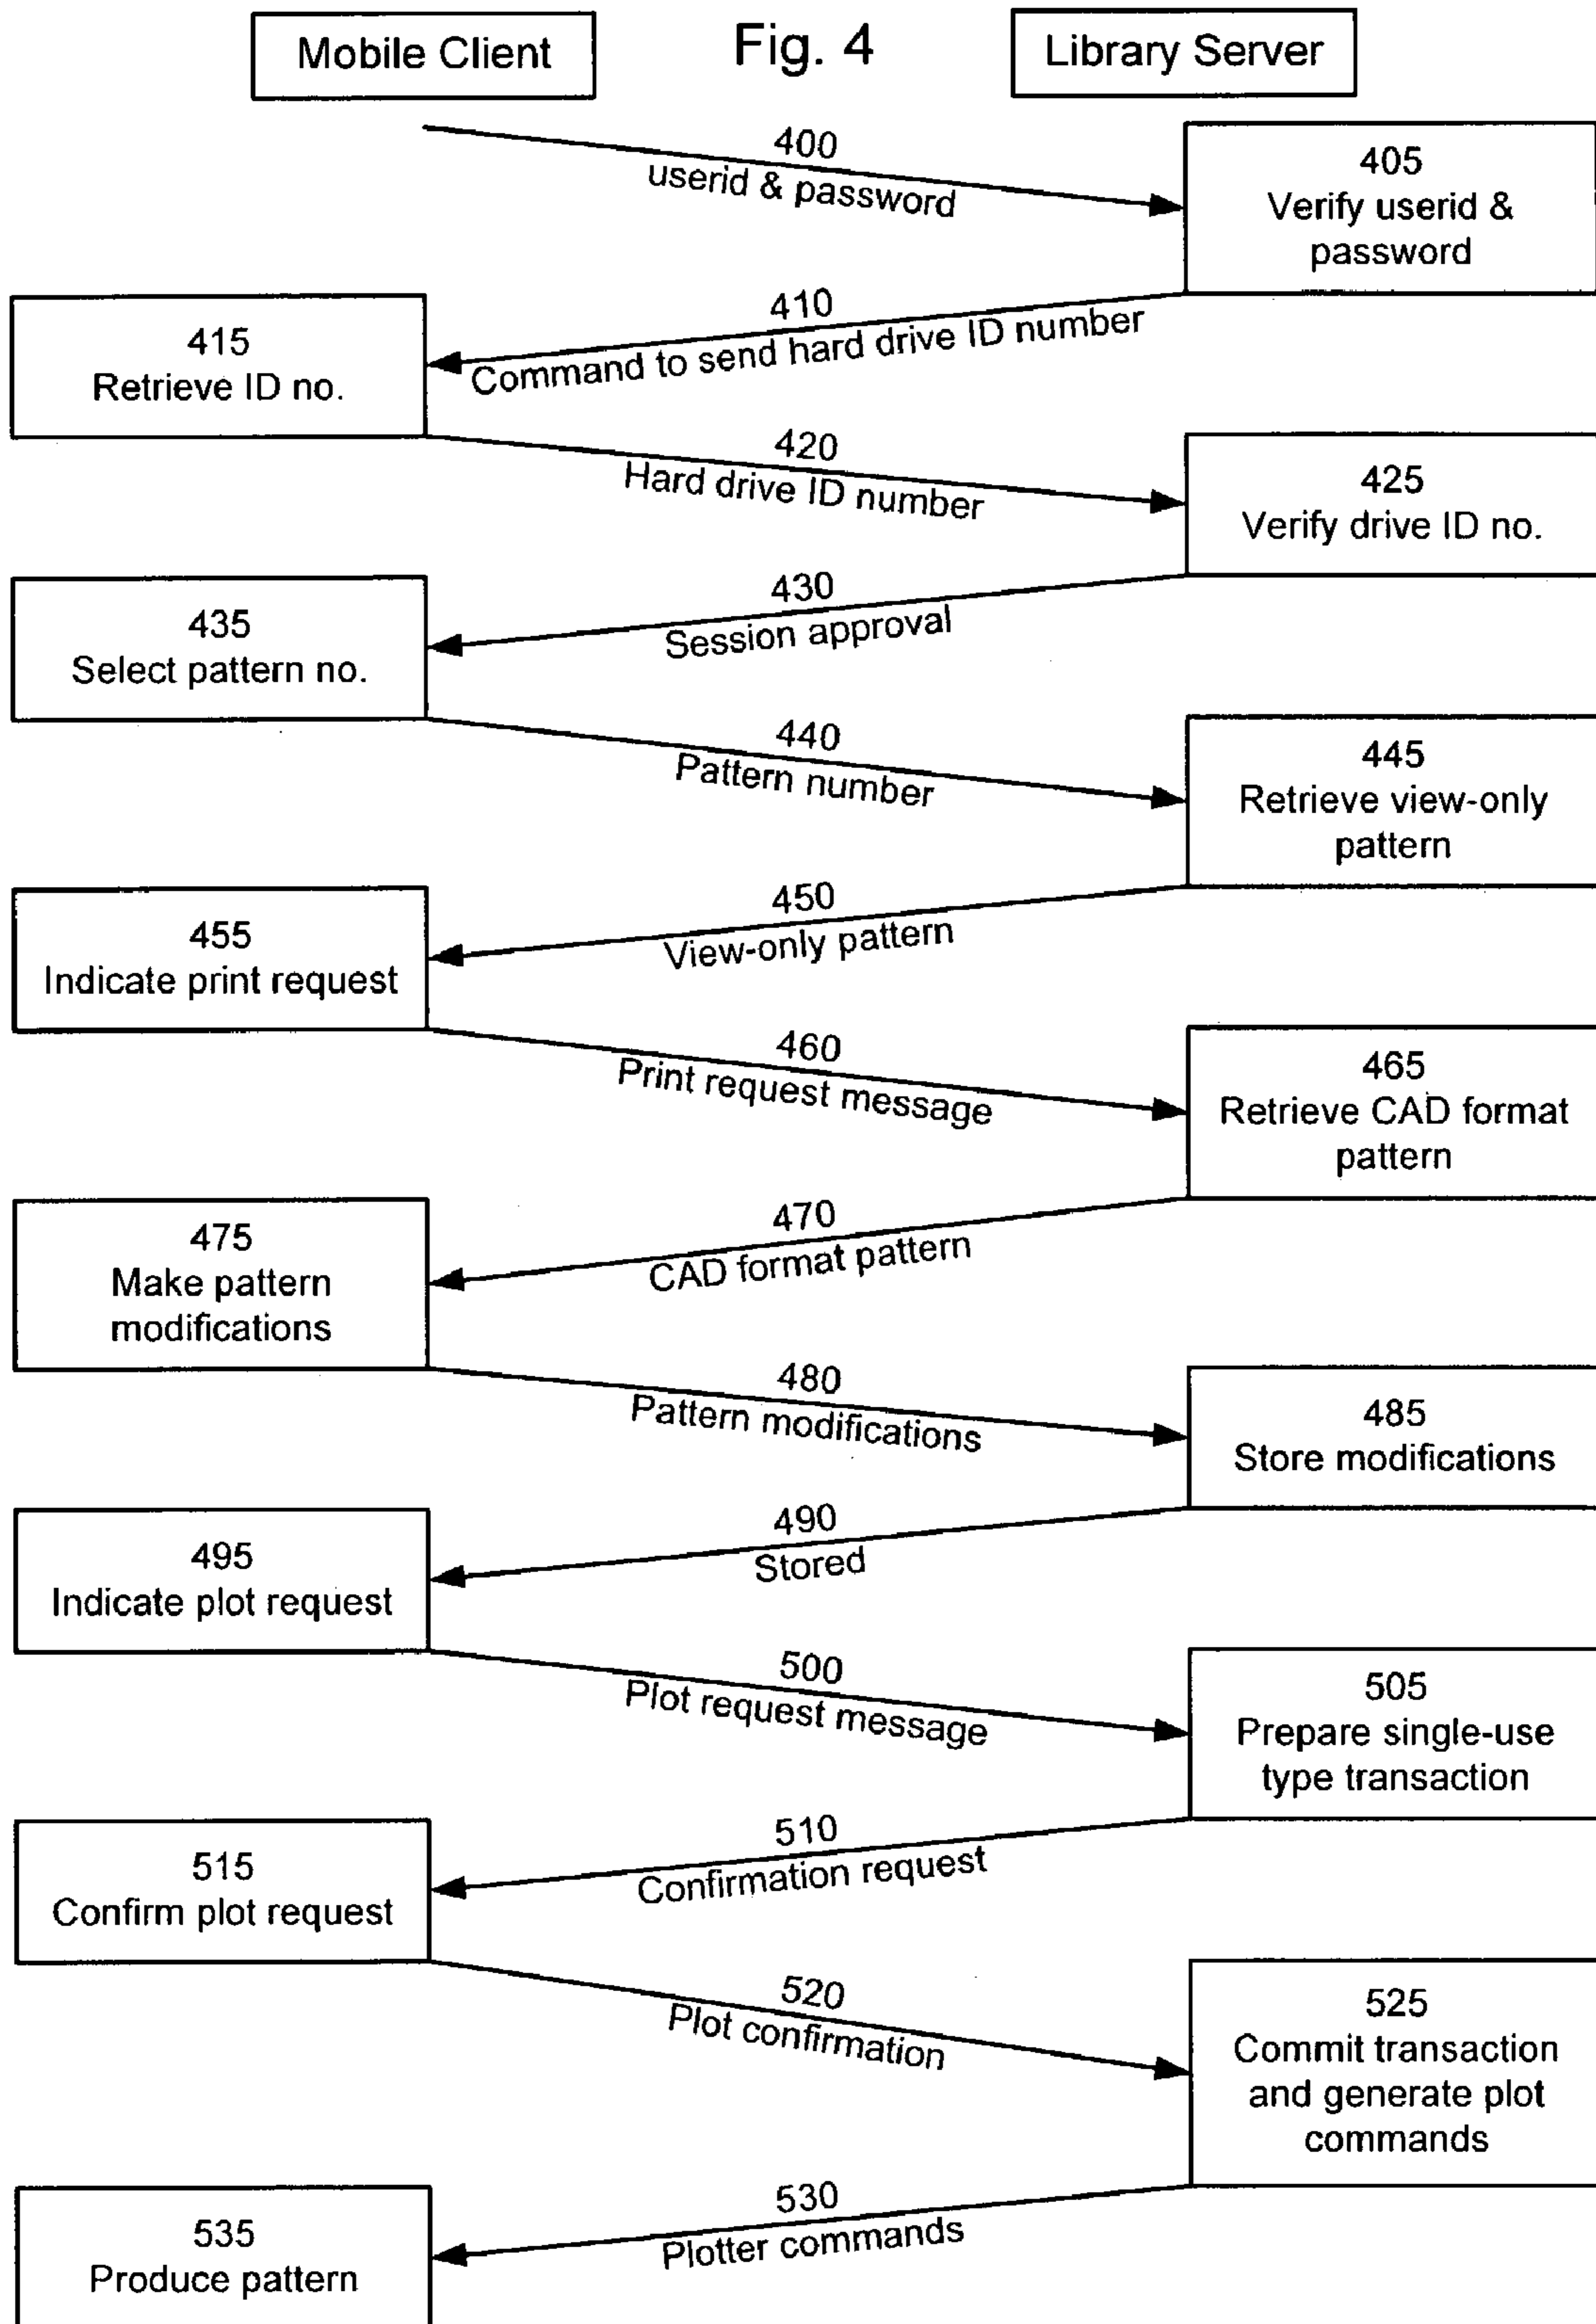 Mobile Client
Fig. 4
Library Server
400
userid & password
405
Verify userid &
password
410
Command to send hard drive ID number
415
Retrieve ID no.
420
Hard drive ID number
425
Verify drive ID no.
430
Session approval
435
Select pattern no.
440
Pattern number
445
Retrieve view-only
pattern
450
View-only pattern
455
Indicate print request
460
Print request message
465
Retrieve CAD format
pattern
470
CAD format pattern
475
Make pattern
modifications
480
Pattern modifications
485
Store modifications
490
Stored
495
Indicate plot request
500
Plot request message
505
Prepare single-use
type transaction
510
Confirmation request
515
Confirm plot request
520
Plot confirmation
525
Commit transaction
and generate plot
commands
530
Plotter commands
535
Produce pattern